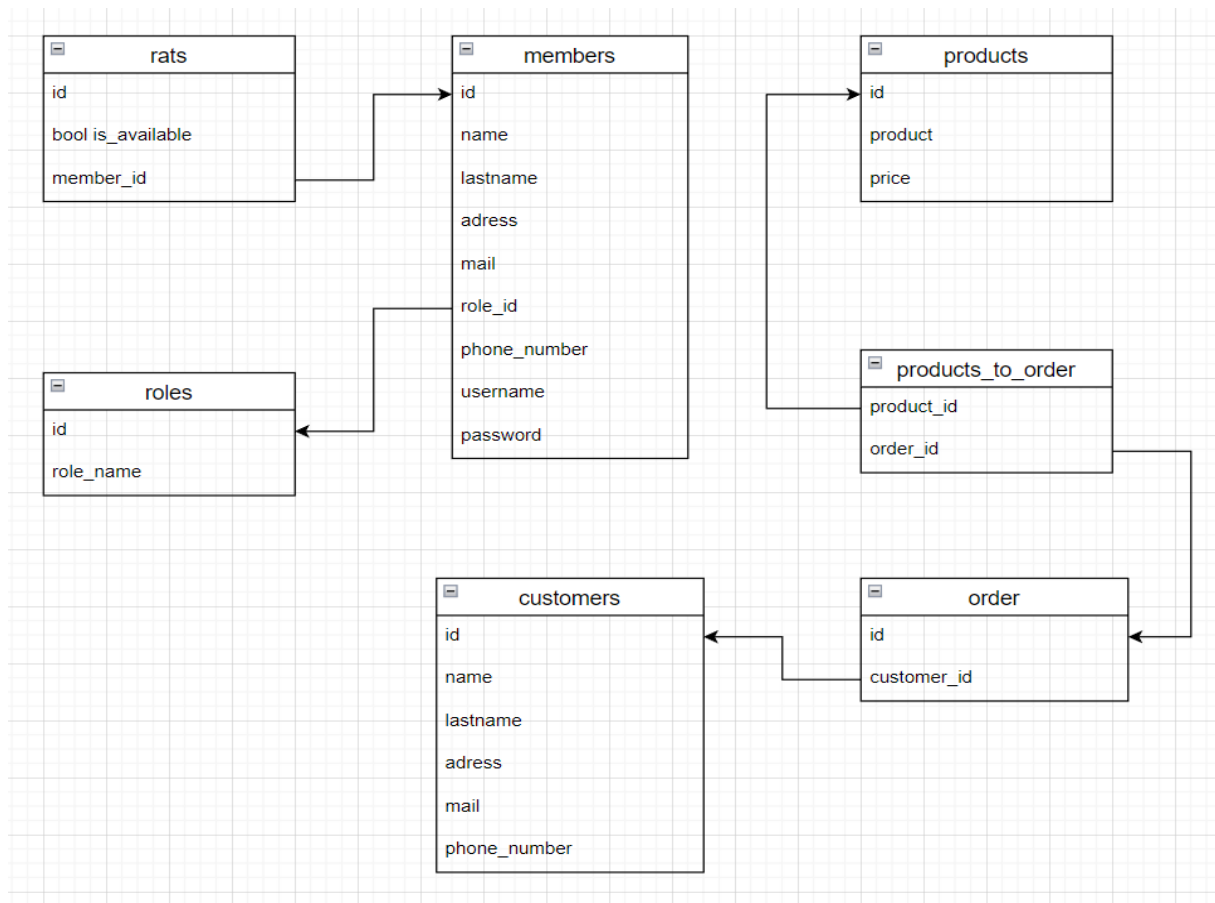 rats
id
bool is_available
member_id
members
id
name
lastname
adress
mail
role_id
phone_number
username
password
products
id
product
price
roles
id
role_name
products_to_order
product_id
order_id
customers
id
name
lastname
adress
mail
phone_number
order
id
customer_id